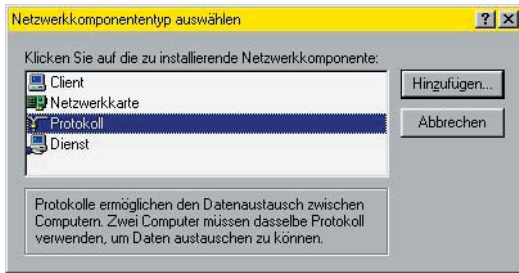 Netzwerkkomponententyp auswählen
Klicken Sie auf die zu installierende Netzwerkkomponente:
Client
Netzwerkkarte
Protokoll
Dienst
Hinzufügen...
Abbrechen
Protokolle ermöglichen den Datenaustausch zwischen
Computern. Zwei Computer müssen dasselbe Protokoll
verwenden, um Daten austauschen zu können.